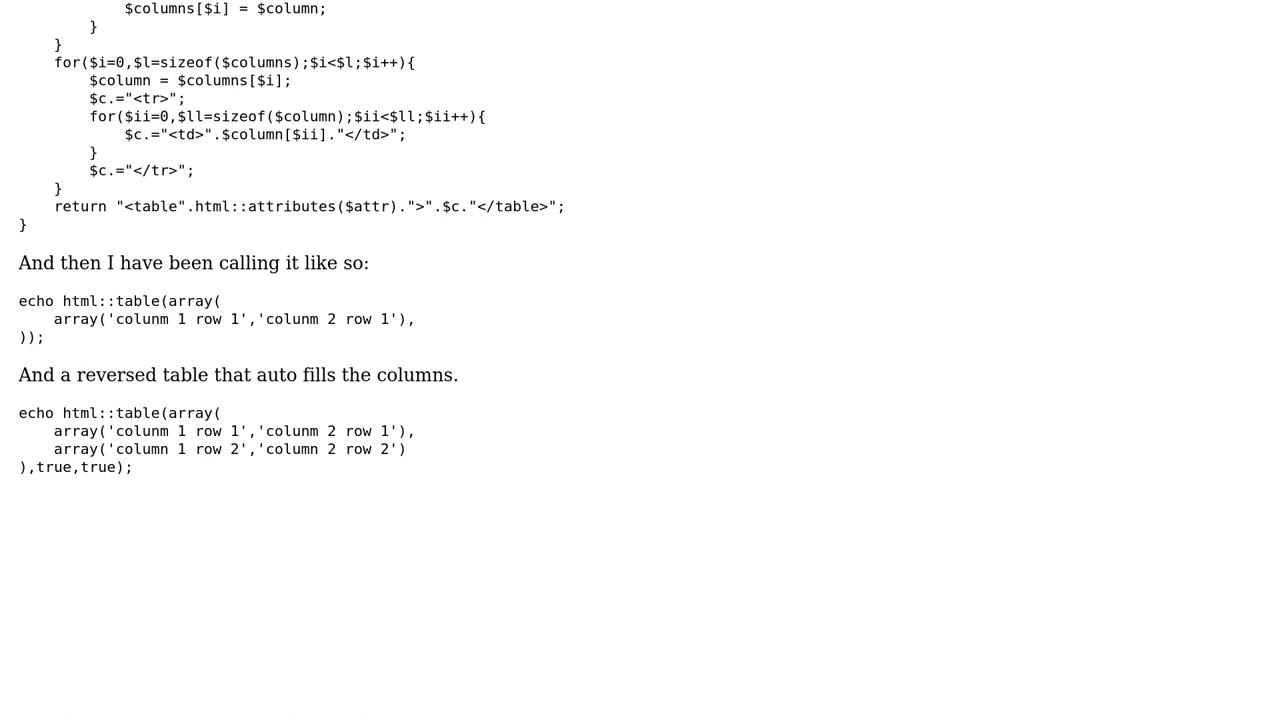 $columns[$i] = $column;
        }
    }
    for($i=0,$l=sizeof($columns);$i<$l;$i++){
        $column = $columns[$i];
        $c.="<tr>";
        for($ii=0,$ll=sizeof($column);$ii<$ll;$ii++){
            $c.="<td>".$column[$ii]."</td>";
        }
        $c.="</tr>";
    }
    return "<table".html::attributes($attr).">".$c."</table>";
}
And then I have been calling it like so:
echo html::table(array(
    array('colunm 1 row 1','colunm 2 row 1'),
));
And a reversed table that auto fills the columns.
echo html::table(array(
    array('colunm 1 row 1','colunm 2 row 1'),
    array('column 1 row 2','column 2 row 2')
),true,true);